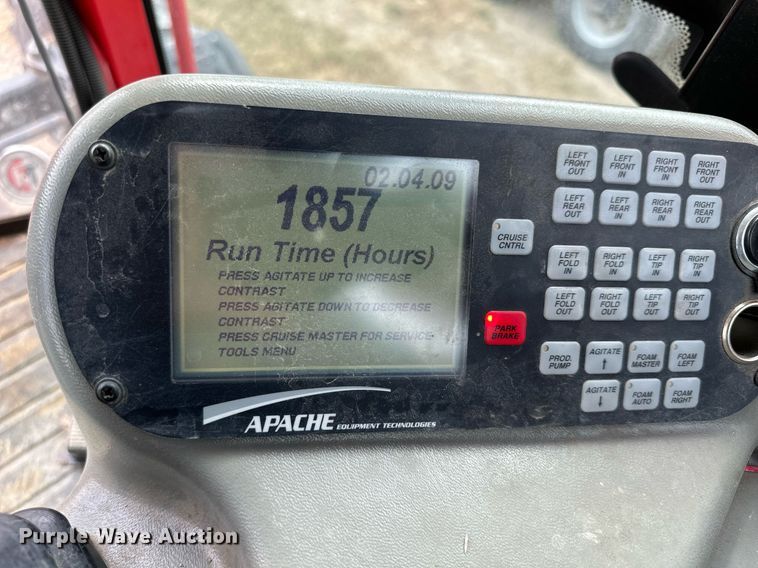 02.04.09
1857
Run Time (Hours)
PRESS AGITATE UP TO INCREASE
CONTRAST
PRESS AGITATE DOWN TO DECREASE
CONTRAST
PRESS CRUISE MASTER FOR SERVICE
TOOLS MENU
APACHE EQUIPMENT TECHNOLOGIES
CRUISE
CNTRL
PARK
BRAKE
LEFT
FRONT
OUT
LEFT
FRONT
IN
RIGHT
FRONT
IN
RIGHT
FRONT
OUT
LEFT
REAR
OUT
LEFT
REAR
IN
RIGHT
REAR
IN
RIGHT
REAR
OUT
LEFT
FOLD
IN
RIGHT
FOLD
IN
LEFT
TIP
IN
RIGHT
TIP
IN
LEFT
FOLD
OUT
RIGHT
FOLD
OUT
LEFT
TIP
OUT
RIGHT
TIP
OUT
PROD.
PUMP
AGITATE
↑
FOAM
MASTER
FOAM
LEFT
AGITATE
↓
FOAM
AUTO
FOAM
RIGHT
Purple Wave Auction